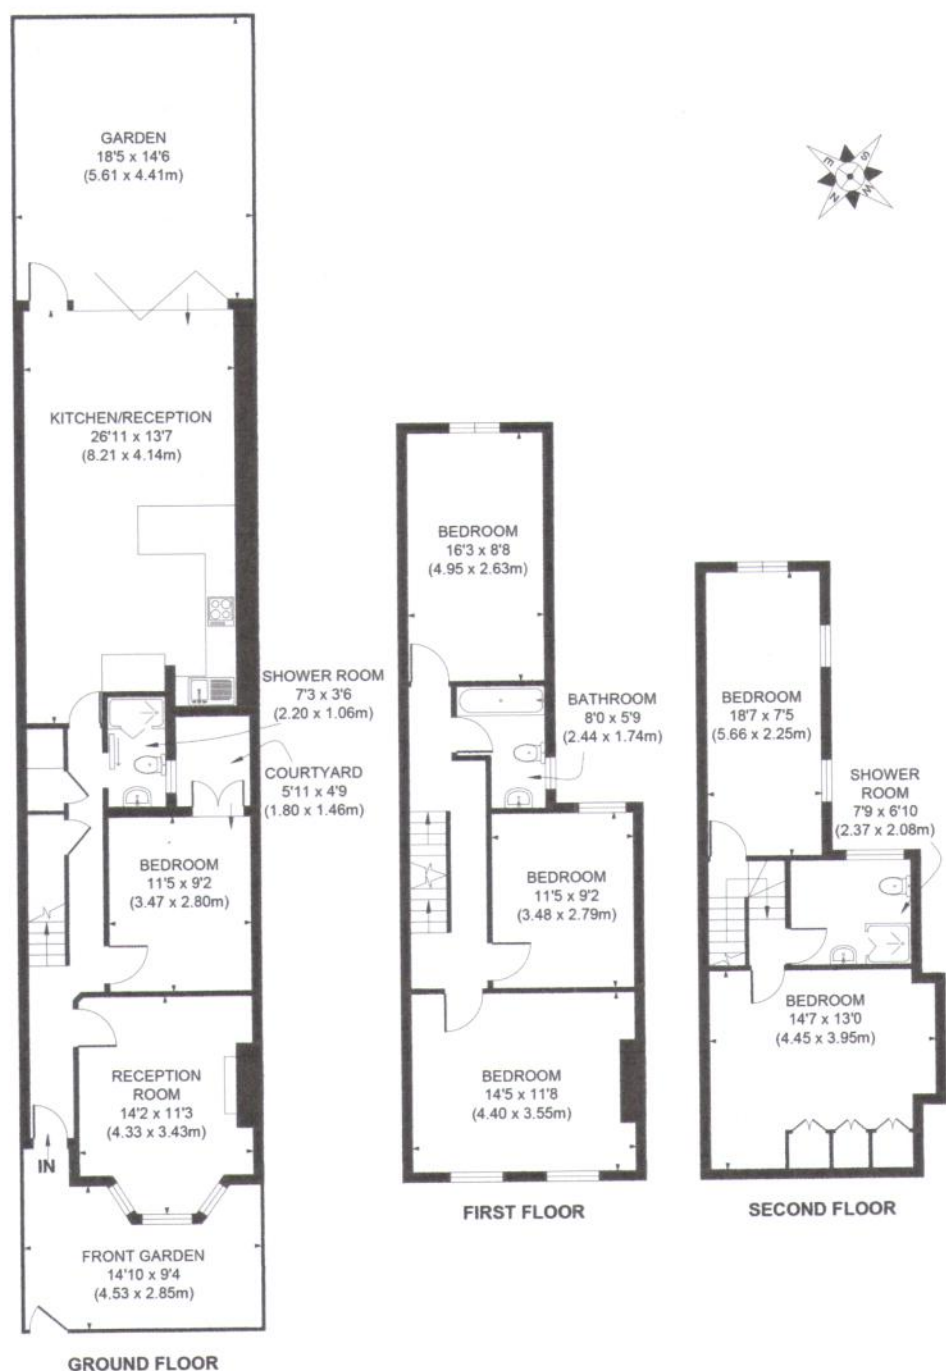 GARDEN
18'5 x 14'6
(5.61 x 4.41m)
S
E
W
N
KITCHEN/RECEPTION
26'11 x 13'7
(8.21 x 4.14m)
SHOWER ROOM
7'3 x 3'6
(2.20 x 1.06m)
COURTYARD
5'11 x 4'9
(1.80 x 1.46m)
BEDROOM
11'5 x 9'2
(3.47 x 2.80m)
RECEPTION
ROOM
14'2 x 11'3
(4.33 x 3.43m)
IN
FRONT GARDEN
14'10 x 9'4
(4.53 x 2.85m)
GROUND FLOOR
BEDROOM
16'3 x 8'8
(4.95 x 2.63m)
BATHROOM
8'0 x 5'9
(2.44 x 1.74m)
BEDROOM
11'5 x 9'2
(3.48 x 2.79m)
BEDROOM
14'5 x 11'8
(4.40 x 3.55m)
FIRST FLOOR
BEDROOM
18'7 x 7'5
(5.66 x 2.25m)
SHOWER
ROOM
7'9 x 6'10
(2.37 x 2.08m)
BEDROOM
14'7 x 13'0
(4.45 x 3.95m)
SECOND FLOOR